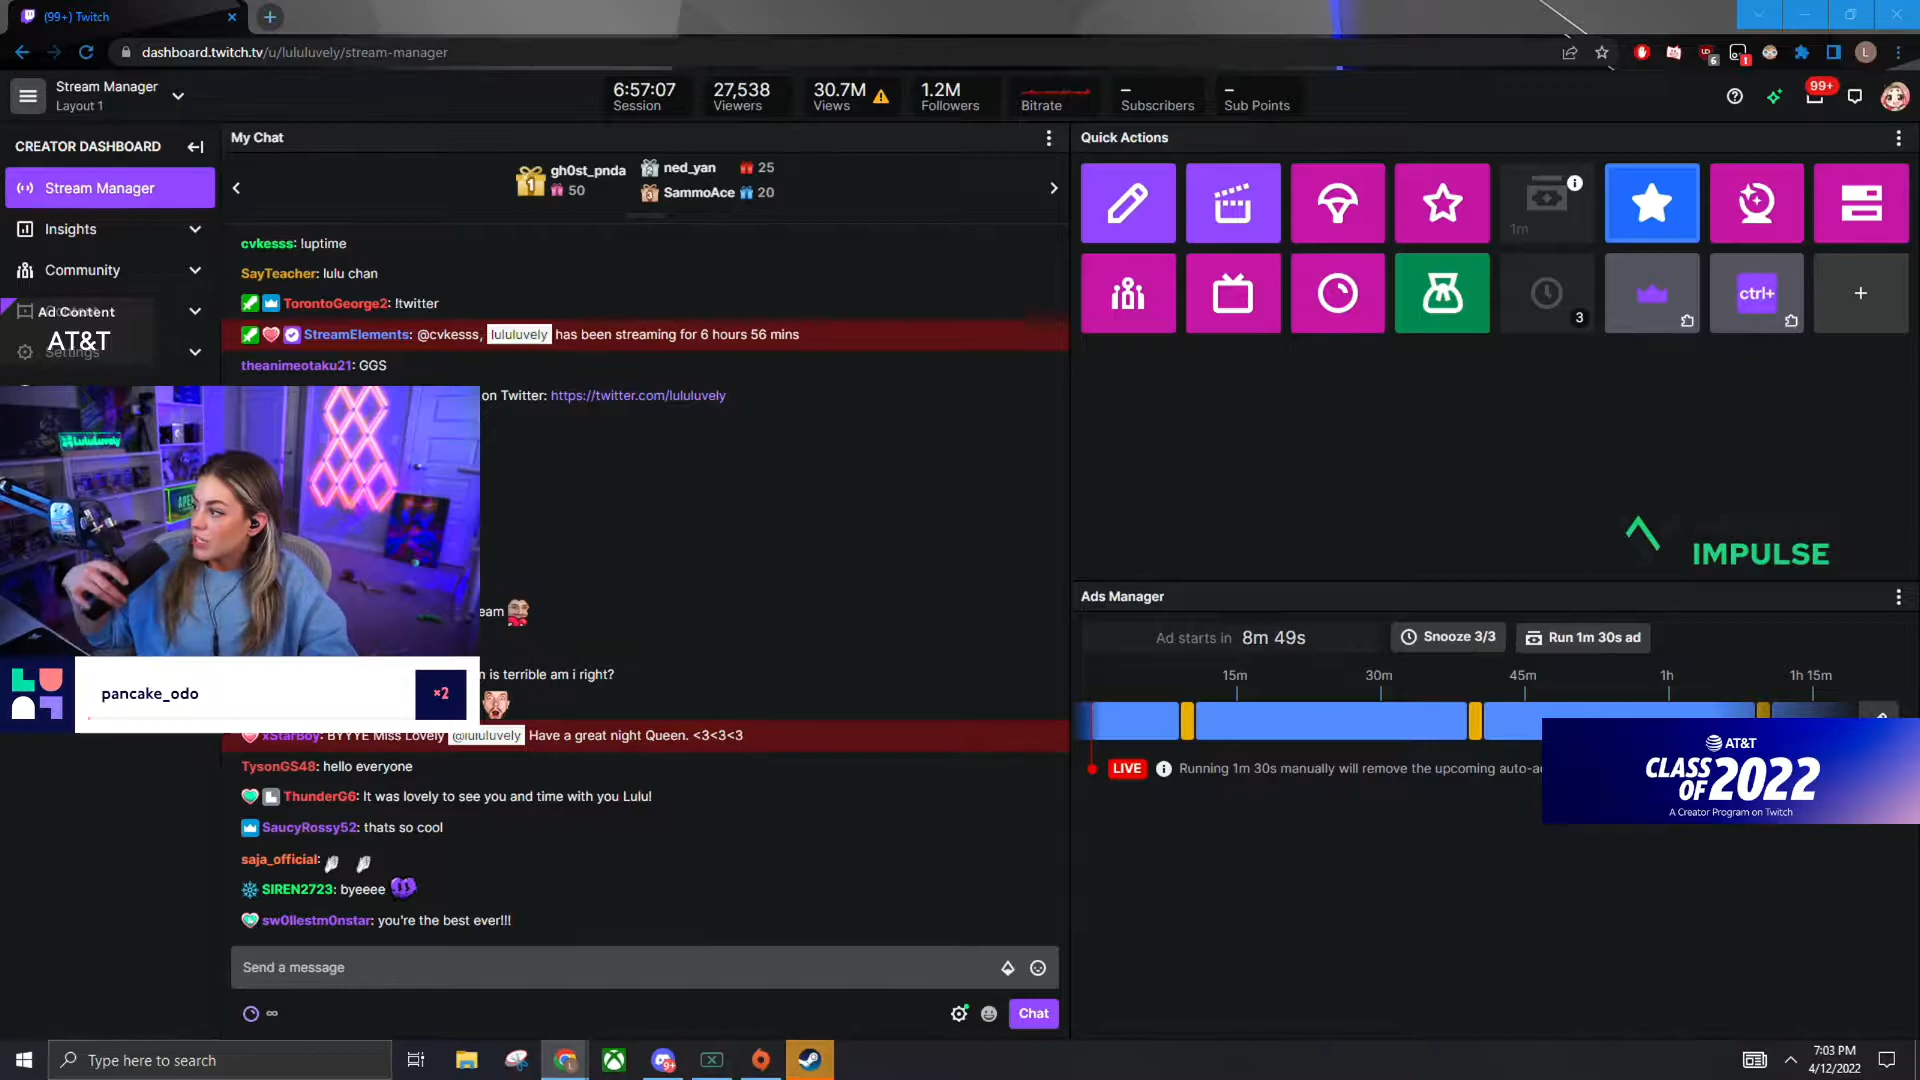 (99+) Twitch
dashboard.twitch.tv/u/lululuvely/stream-manager
6
1
L
Stream Manager
Layout 1
6:57:07
Session
27,538
Viewers
30.7M
Views
1.2M
Followers
Bitrate
–
Subscribers
–
Sub Points
99+
CREATOR DASHBOARD
Stream Manager
Insights
Community
Ad Content
AT&T
Settings
My Chat
1
gh0st_pnda
50
2
ned_yan
25
3
SammoAce
20
cvkesss: !uptime
SayTeacher: lulu chan
TorontoGeorge2: !twitter
StreamElements: @cvkesss, lululuvely has been streaming for 6 hours 56 mins
theanimeotaku21: GGS
on Twitter: https://twitter.com/lululuvely
eam
n is terrible am i right?
xStarBoy: BYYYE Miss Lovely @lululuvely Have a great night Queen. <3<3<3
TysonGS48: hello everyone
ThunderG6: It was lovely to see you and time with you Lulu!
SaucyRossy52: thats so cool
saja_official:
SIREN2723: byeeee
sw0llestm0nstar: you're the best ever!!!
Send a message
Chat
LuluLuvely
pancake_odo
×2
Quick Actions
1m
3
ctrl+
IMPULSE
Ads Manager
Ad starts in 8m 49s
Snooze 3/3
Run 1m 30s ad
15m
30m
45m
1h
1h 15m
LIVE
Running 1m 30s manually will remove the upcoming auto-a
AT&T
CLASS
OF 2022
A Creator Program on Twitch
Type here to search
9+
7:03 PM
4/12/2022